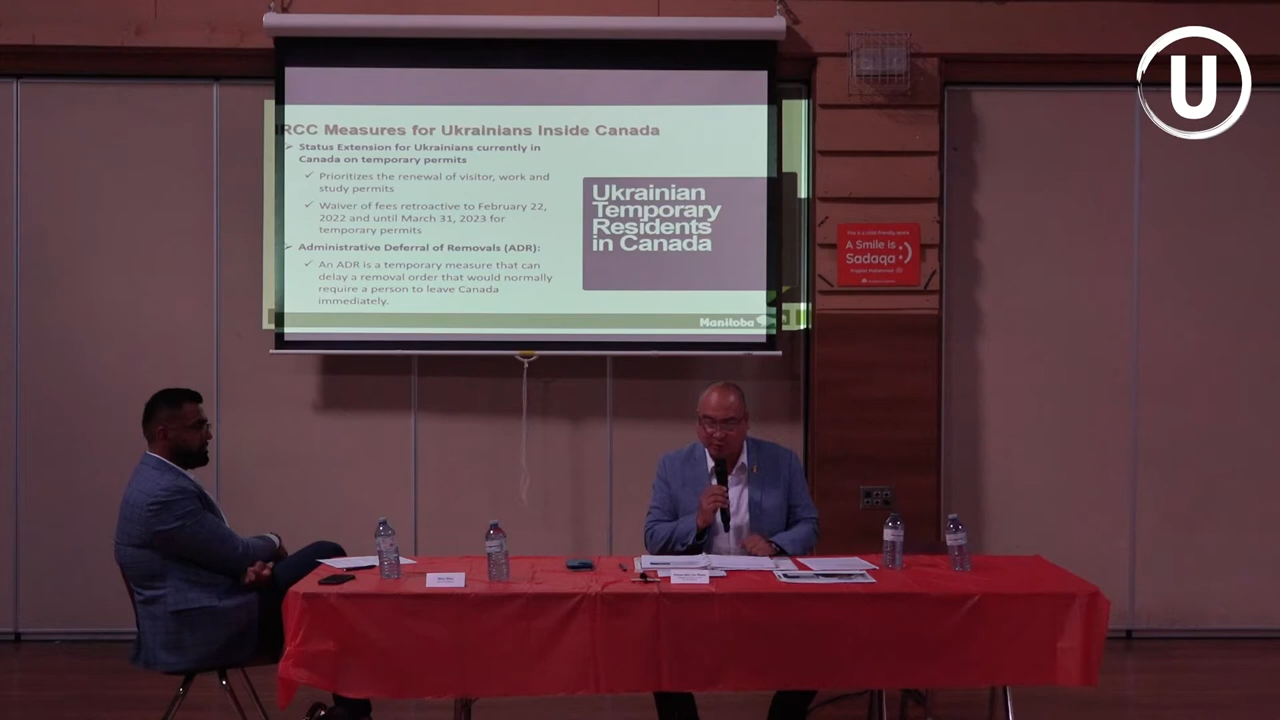 U
IRCC Measures for Ukrainians Inside Canada
Status Extension for Ukrainians currently in
Canada on temporary permits
Prioritizes the renewal of visitor, work and
study permits
Waiver of fees retroactive to February 22,
2022 and until March 31, 2023 for
temporary permits
Administrative Deferral of Removals (ADR):
An ADR is a temporary measure that can
delay a removal order that would normally
require a person to leave Canada
immediately.
Ukrainian
Temporary
Residents
in Canada
Manitoba
A Smile is
Sadaqa :)